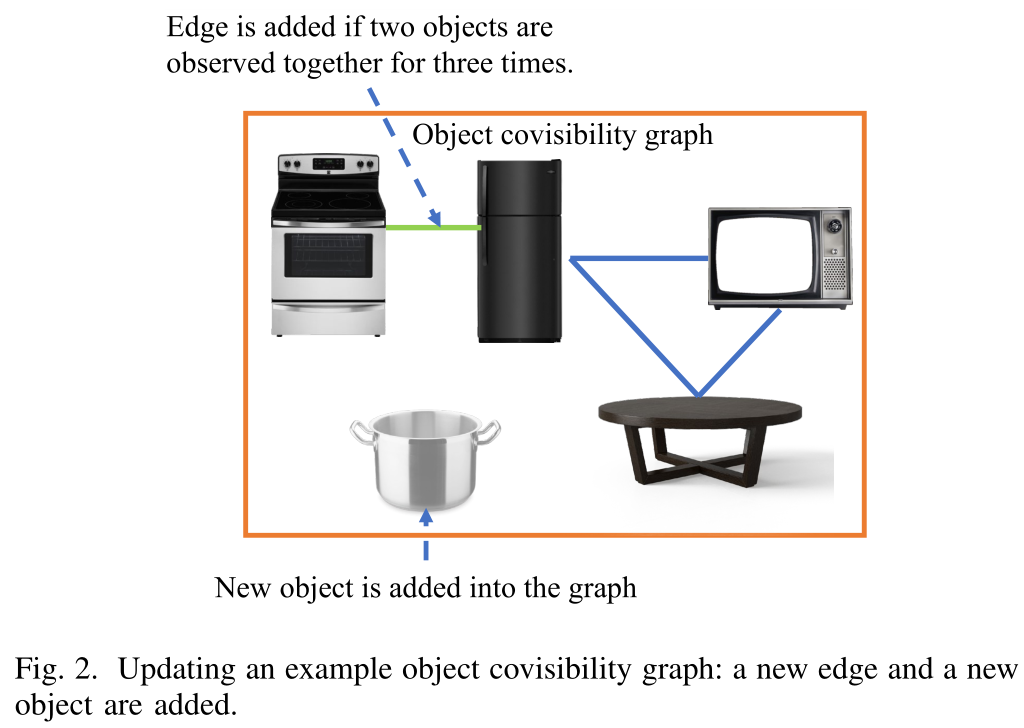 Edge is added if two objects are
observed together for three times.
Object covisibility graph
New object is added into the graph
Fig. 2. Updating an example object covisibility graph: a new edge and a new
object are added.